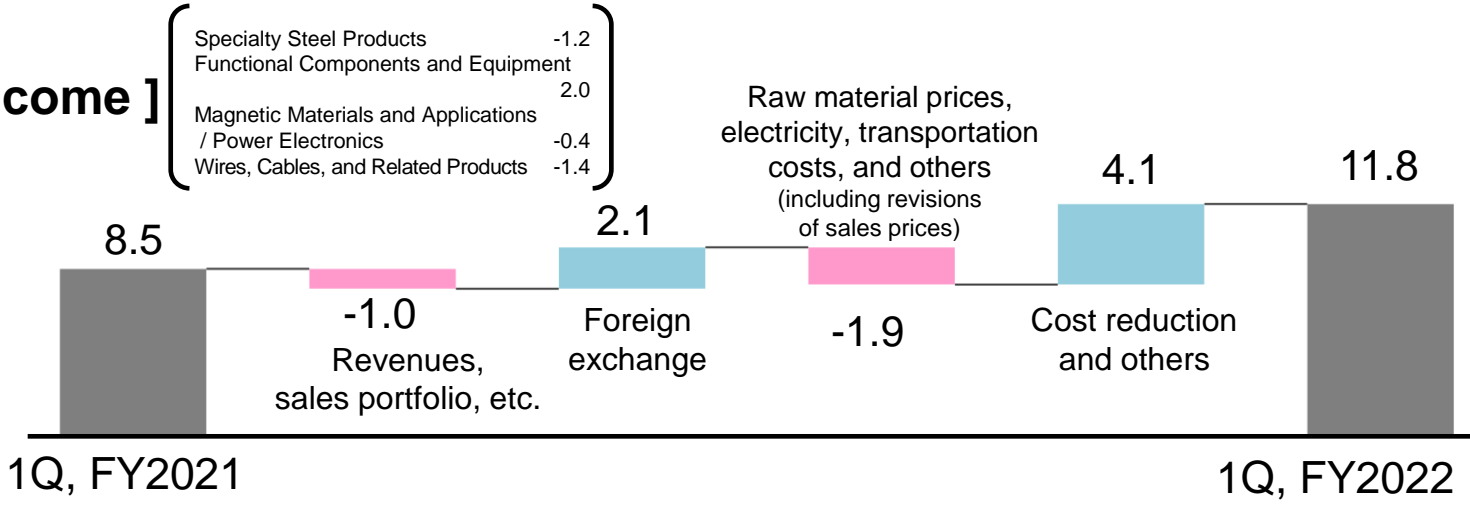 come ]
Specialty Steel Products -1.2
Functional Components and Equipment
2.0
Magnetic Materials and Applications
/ Power Electronics -0.4
Wires, Cables, and Related Products -1.4
8.5
-1.0
Revenues,
sales portfolio, etc.
2.1
Foreign
exchange
Raw material prices,
electricity, transportation
costs, and others
(including revisions
of sales prices)
-1.9
4.1
Cost reduction
and others
11.8
1Q, FY2021
1Q, FY2022